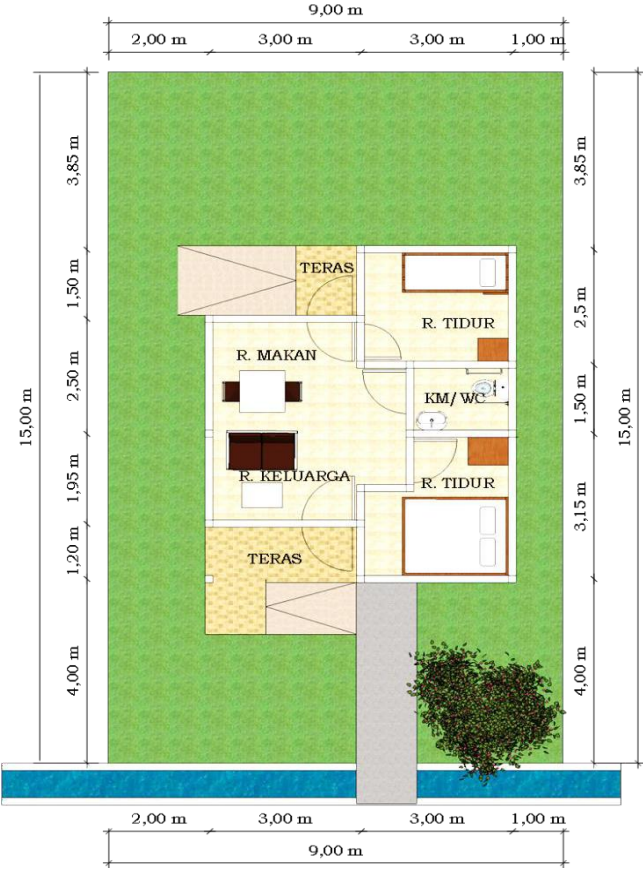 9,00 m
2,00 m 3,00 m 3,00 m 1,00 m
3,85 m
1,50 m
2,50 m
1,95 m
1,20 m
4,00 m
15,00 m
TERAS
R. TIDUR
R. MAKAN
KM/ WC
R. KELUARGA
R. TIDUR
TERAS
3,85 m
2,5 m
1,50 m
3,15 m
4,00 m
15,00 m
2,00 m 3,00 m 3,00 m 1,00 m
9,00 m